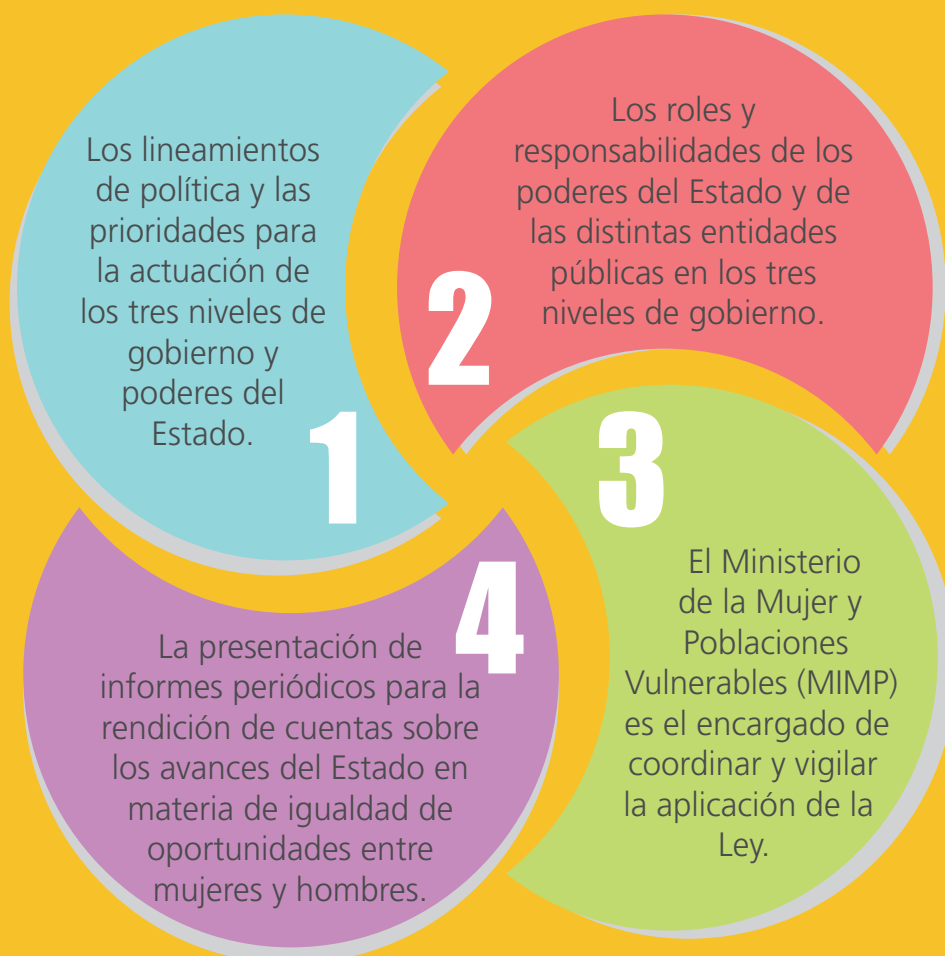 Los lineamientos
de política y las
prioridades para
la actuación de
los tres niveles de
gobierno y
poderes del
Estado.
1
Los roles y
responsabilidades de los
poderes del Estado y de
las distintas entidades
públicas en los tres
niveles de gobierno.
2
3
El Ministerio
de la Mujer y
Poblaciones
Vulnerables (MIMP)
es el encargado de
coordinar y vigilar
la aplicación de la
Ley.
4
La presentación de
informes periódicos para la
rendición de cuentas sobre
los avances del Estado en
materia de igualdad de
oportunidades entre
mujeres y hombres.